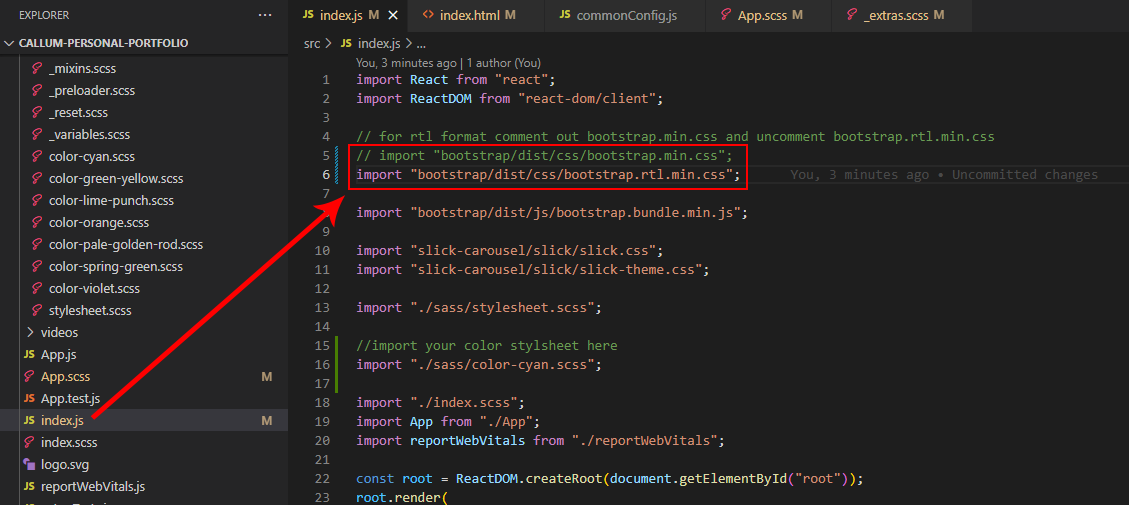 EXPLORER ...
CALLUM-PERSONAL-PORTFOLIO
_mixins.scss
_preloader.scss
_reset.scss
_variables.scss
color-cyan.scss
color-green-yellow.scss
color-lime-punch.scss
color-orange.scss
color-pale-golden-rod.scss
color-spring-green.scss
color-violet.scss
stylesheet.scss
videos
JS App.js
App.scss M
JS App.test.js
JS index.js M
index.scss
logo.svg
JS reportWebVitals.js
JS index.js M
<> index.html M
JS commonConfig.js
App.scss M
_extras.scss M
src > JS index.js > ...
You, 3 minutes ago | 1 author (You)
1 import React from "react";
2 import ReactDOM from "react-dom/client";
3
4 // for rtl format comment out bootstrap.min.css and uncomment bootstrap.rtl.min.css
5 // import "bootstrap/dist/css/bootstrap.min.css";
6 import "bootstrap/dist/css/bootstrap.rtl.min.css"; You, 3 minutes ago • Uncommitted changes
7
8 import "bootstrap/dist/js/bootstrap.bundle.min.js";
9
10 import "slick-carousel/slick/slick.css";
11 import "slick-carousel/slick/slick-theme.css";
12
13 import "./sass/stylesheet.scss";
14
15 //import your color stylsheet here
16 import "./sass/color-cyan.scss";
17
18 import "./index.scss";
19 import App from "./App";
20 import reportWebVitals from "./reportWebVitals";
21
22 const root = ReactDOM.createRoot(document.getElementById("root"));
23 root.render(